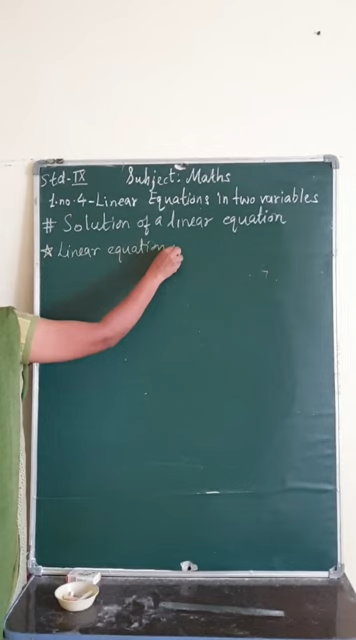 Std-IX Subject: Maths
L.no.4-Linear Equations in two variables
# Solution of a linear equation
☆ Linear equation